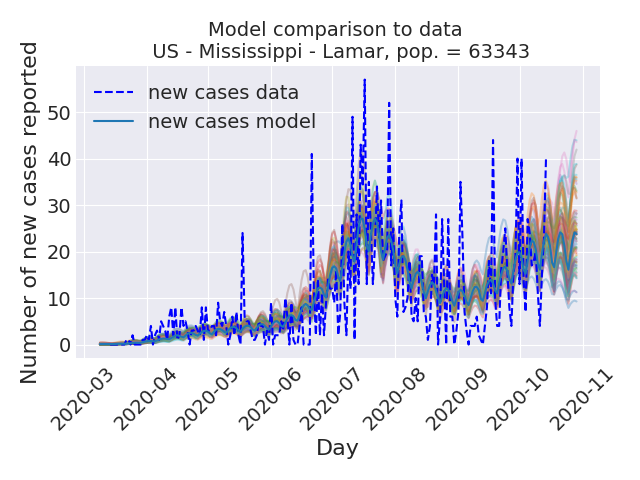 Model comparison to data
US - Mississippi - Lamar, pop. = 63343
Number of new cases reported
new cases data
new cases model
50
40
30
20
10
0
2020-03
2020-04
2020-05
2020-06
2020-07
2020-08
2020-09
2020-10
2020-11
Day